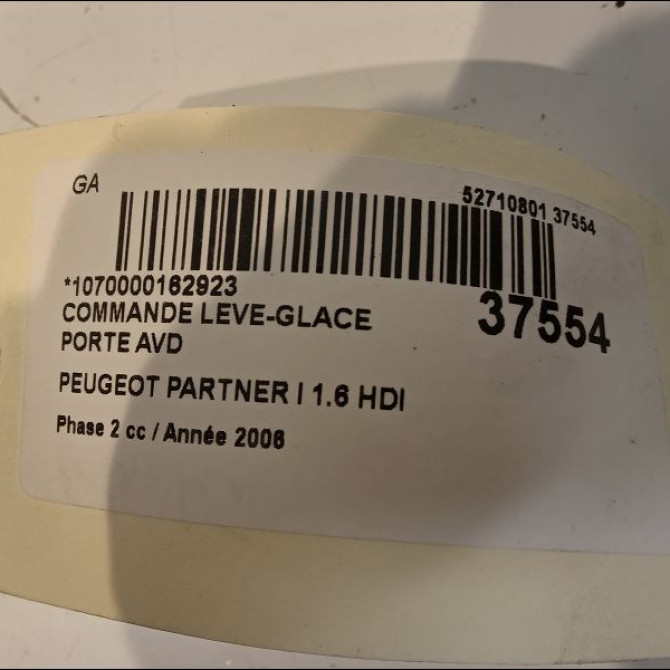 GA
52710801 37554
*1070000162923
37554
COMMANDE LEVE-GLACE
PORTE AVD
PEUGEOT PARTNER I 1.6 HDI
Phase 2 cc / Année 2006